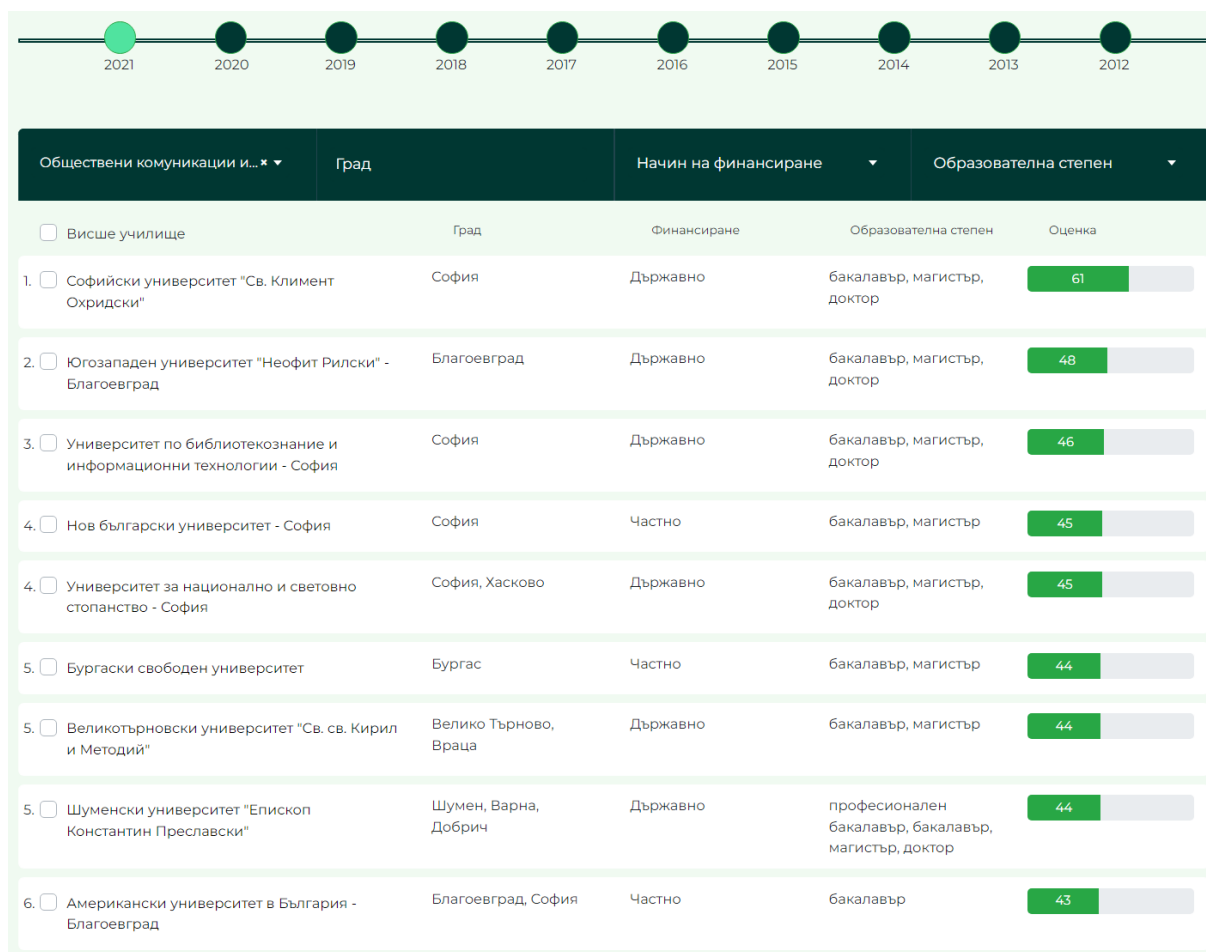 2021 2020 2019 2018 2017 2016 2015 2014 2013 2012
Обществени комуникации и... × Град Начин на финансиране Образователна степен
Висше училище Град Финансиране Образователна степен Оценка
1. Софийски университет "Св. Климент София Държавно бакалавър, магистър, 61
Охридски" доктор
2. Югозападен университет "Неофит Рилски" - Благоевград Държавно бакалавър, магистър, 48
Благоевград доктор
3. Университет по библиотекознание и София Държавно бакалавър, магистър, 46
информационни технологии - София доктор
4. Нов български университет - София София Частно бакалавър, магистър 45
4. Университет за национално и световно София, Хасково Държавно бакалавър, магистър, 45
стопанство - София доктор
5. Бургаски свободен университет Бургас Частно бакалавър, магистър 44
5. Великотърновски университет "Св. св. Кирил Велико Търново, Държавно бакалавър, магистър 44
и Методий" Враца
5. Шуменски университет "Епископ Шумен, Варна, Държавно професионален 44
Константин Преславски" Добрич бакалавър, бакалавър,
магистър, доктор
6. Американски университет в България - Благоевград, София Частно бакалавър 43
Благоевград